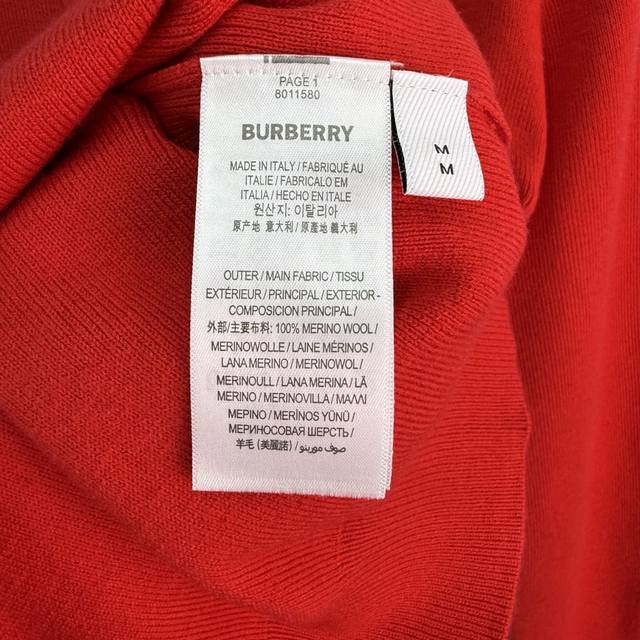 PAGE 1
8011580
BURBERRY
MADE IN ITALY / FABRIQUÉ AU
ITALIE / FABRICALO EM
ITALIA / HECHO EN ITALE
원산지: 이탈리아
原产地 意大利 / 原產地 義大利
OUTER / MAIN FABRIC / TISSU
EXTÉRIEUR / PRINCIPAL / EXTERIOR -
COMPOSICION PRINCIPAL /
外部/主要布料: 100% MERINO WOOL /
MERINOWOLLE / LAINE MÉRINOS /
LANA MERINO / MERINOWOL /
MERINOULL / LANA MERINA / LÃ
MERINO / MERINOVILLA / ΜΑΛΛΙ
ΜΕΡΙΝΟ / MERİNOS YÜNÜ /
МЕРИНОСОВАЯ ШЕРСТЬ /
羊毛 (美麗諾) / صوف مورينو
M
M